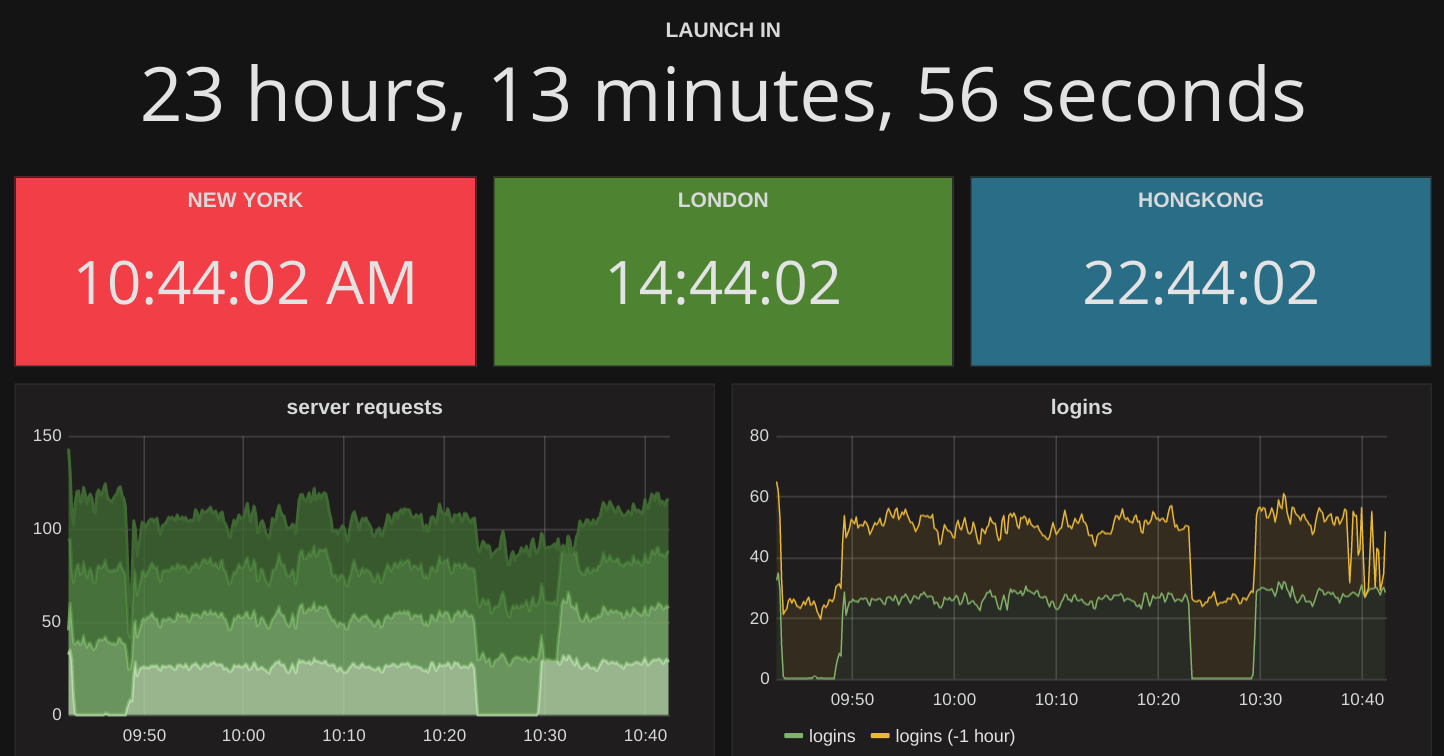 LAUNCH IN
23 hours, 13 minutes, 56 seconds
NEW YORK
10:44:02 AM
LONDON
14:44:02
HONGKONG
22:44:02
server requests
150
100
50
0
09:50 10:00 10:10 10:20 10:30 10:40
logins
80
60
40
20
0
09:50 10:00 10:10 10:20 10:30 10:40
logins logins (-1 hour)